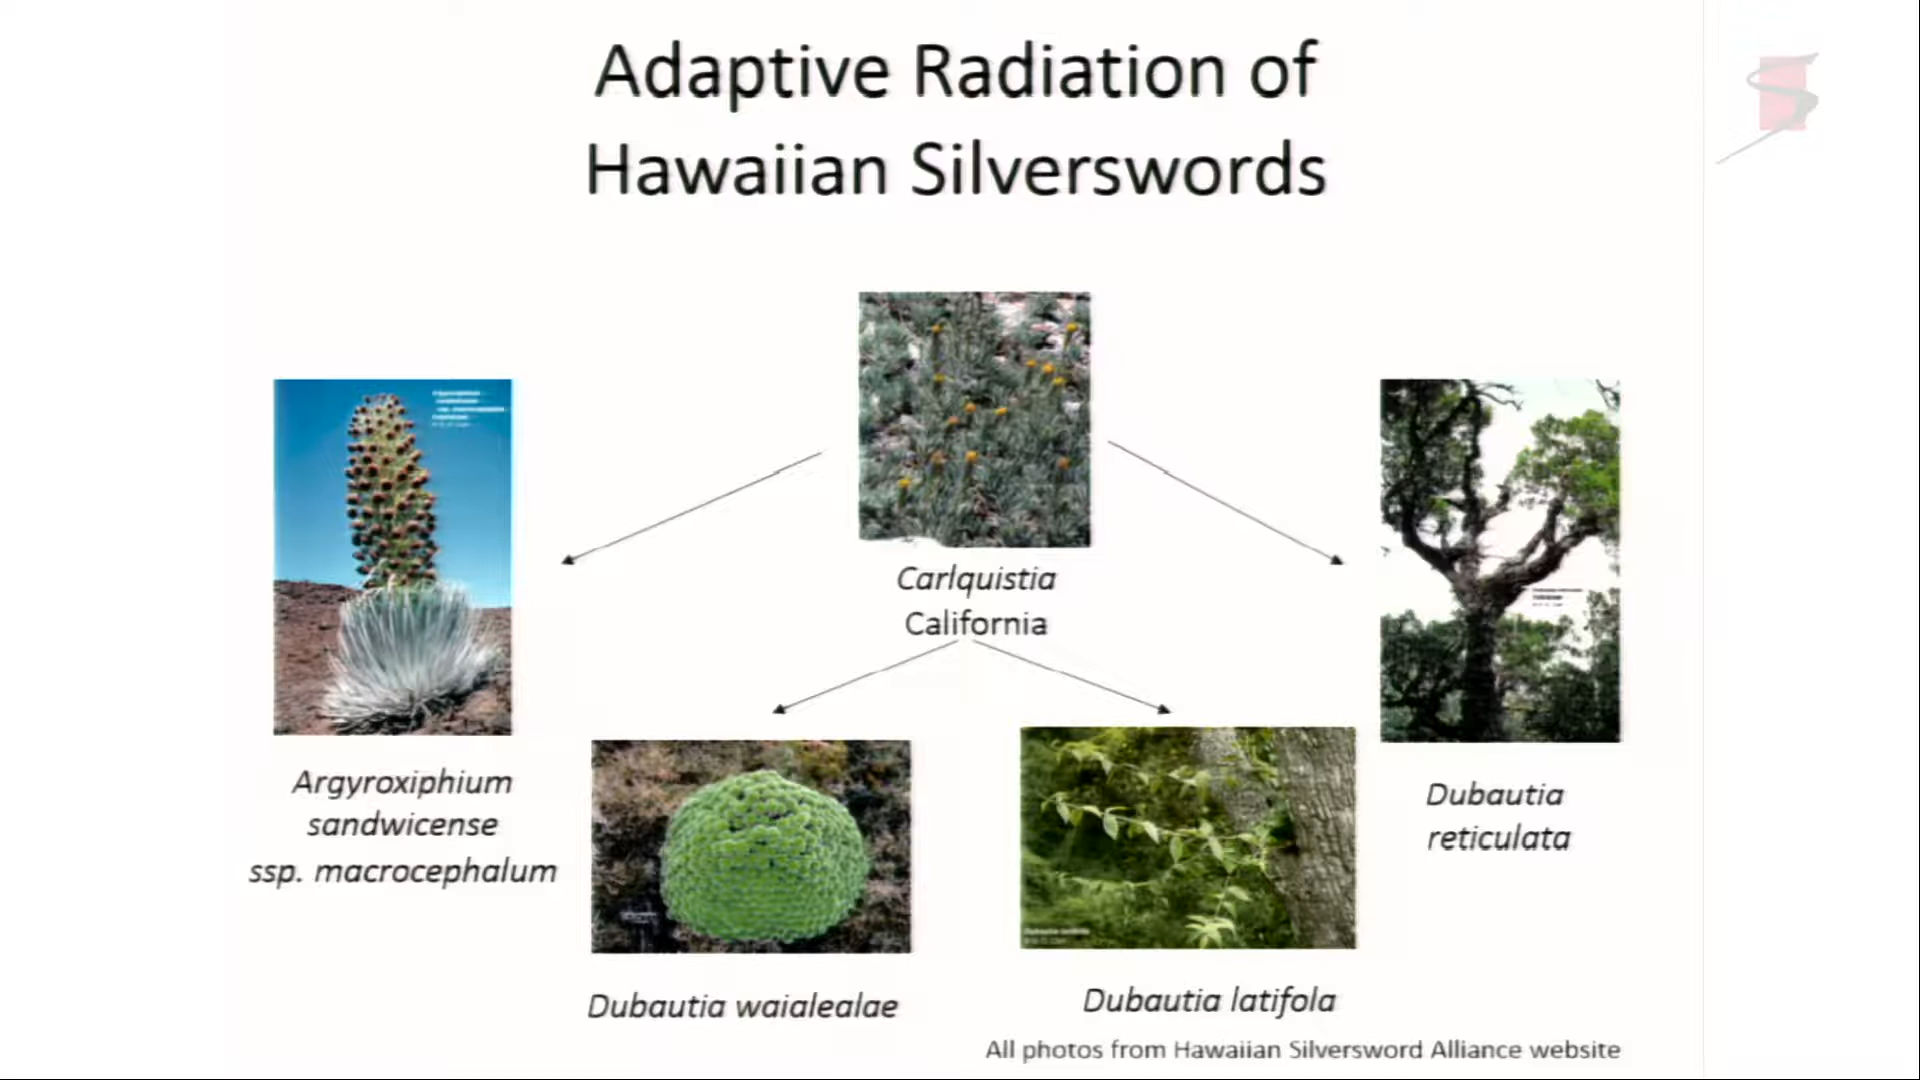 Adaptive Radiation of
Hawaiian Silverswords
Carlquistia
California
Argyroxiphium
sandwicense
ssp. macrocephalum
Dubautia waialealae
Dubautia latifola
Dubautia
reticulata
All photos from Hawaiian Silversword Alliance website